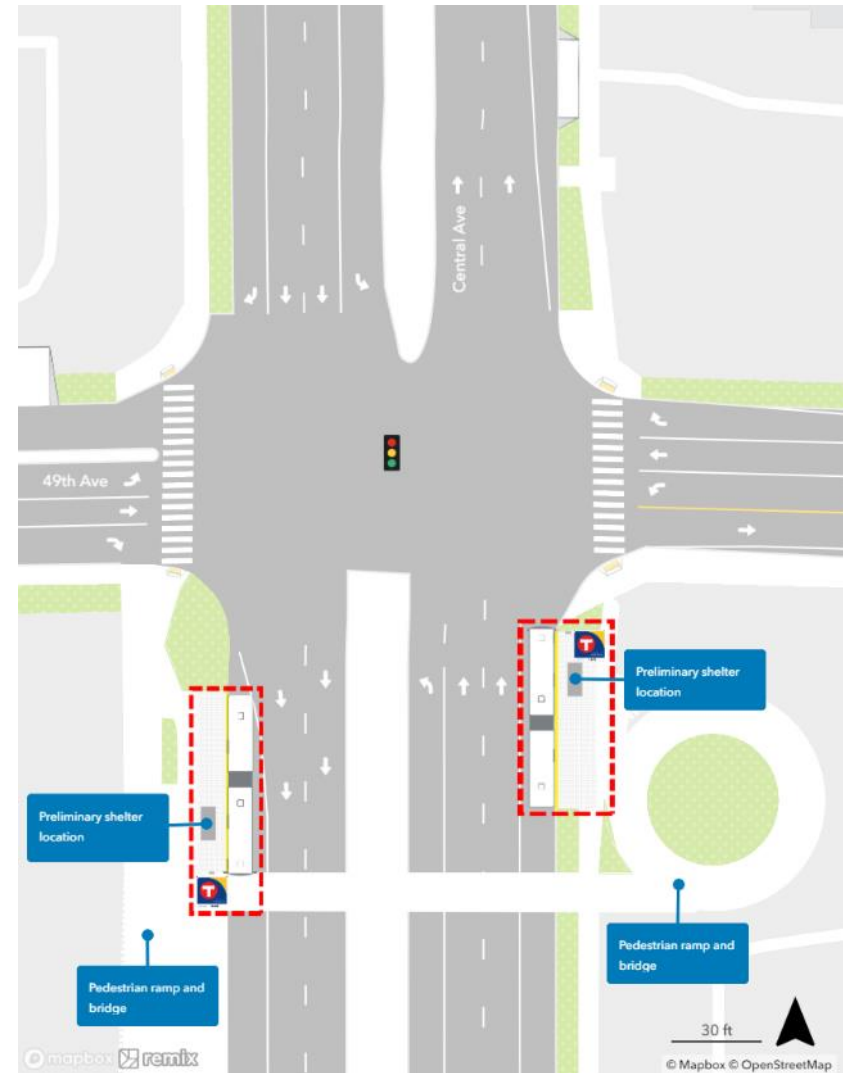 Central Ave
49th Ave
T
Preliminary shelter
location
Preliminary shelter
location
T
Pedestrian ramp and
bridge
Pedestrian ramp and
bridge
30 ft
mapbox remix
© Mapbox © OpenStreetMap